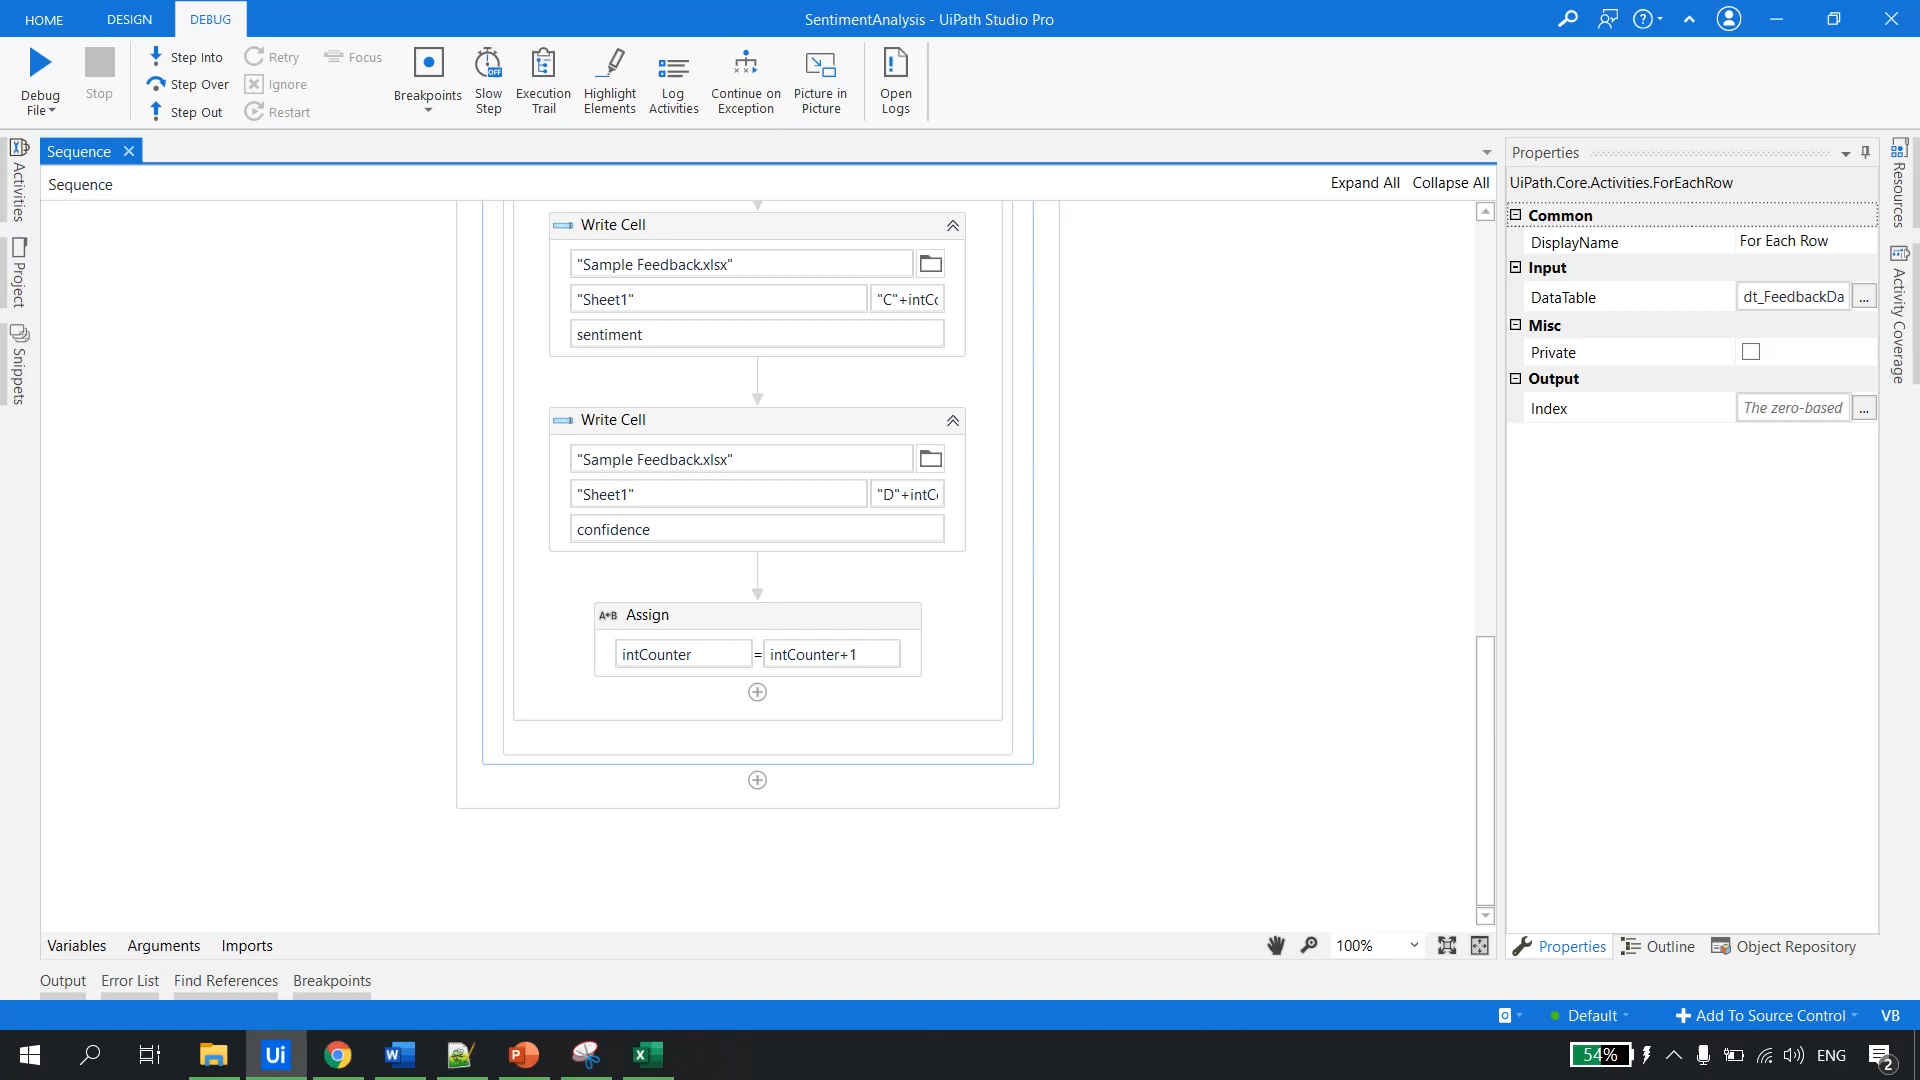 HOME DESIGN DEBUG SentimentAnalysis - UiPath Studio Pro
Debug File
Stop
Step Into
Step Over
Step Out
Retry
Ignore
Restart
Focus
Breakpoints
Slow Step
OFF
Execution Trail
Highlight Elements
Log Activities
Continue on Exception
Picture in Picture
Open Logs
Activities
Project
Snippets
Sequence
Sequence Expand All Collapse All
Write Cell
"Sample Feedback.xlsx"
"Sheet1" "C"+intCo
sentiment
Write Cell
"Sample Feedback.xlsx"
"Sheet1" "D"+intC
confidence
A+B Assign
intCounter = intCounter+1
Variables Arguments Imports 100%
Output Error List Find References Breakpoints
Properties
UiPath.Core.Activities.ForEachRow
Common
DisplayName For Each Row
Input
DataTable dt_FeedbackDa ...
Misc
Private
Output
Index The zero-based ...
Properties Outline Object Repository
Resources
Activity Coverage
Default Add To Source Control VB
54% ENG 2